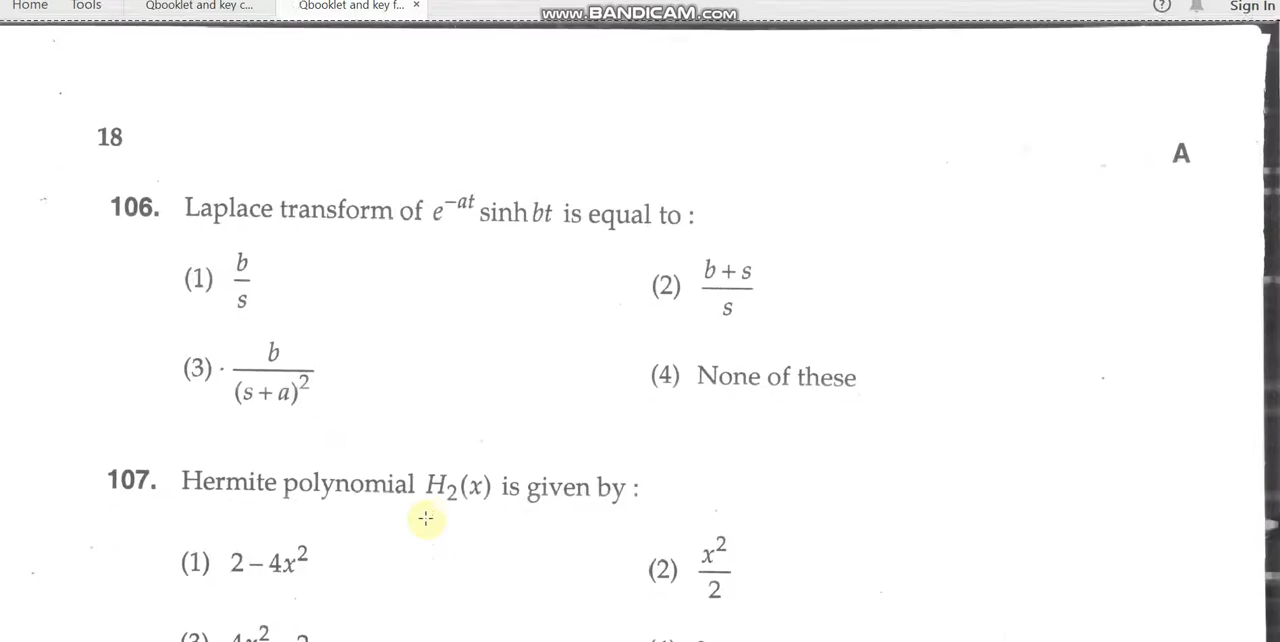 Home Tools Qbooklet and key c... Qbooklet and key f... × www.BANDICAM.com ? Sign In
18
A
106. Laplace transform of e^{-at} sinh bt is equal to :
(1) b/s (2) (b + s)/s
(3) · b/(s + a)^2 (4) None of these
107. Hermite polynomial H_2(x) is given by :
(1) 2 – 4x^2 (2) x^2/2